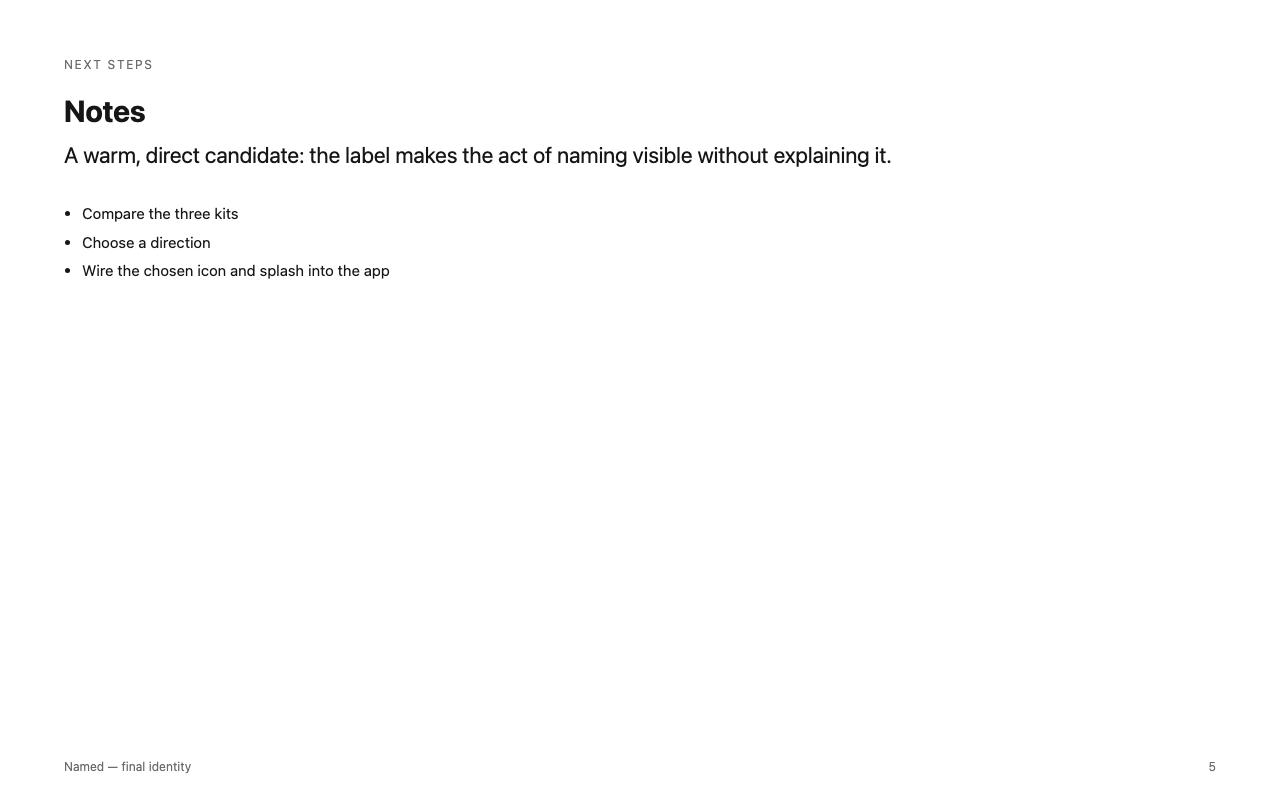 NEXT STEPS
Notes
A warm, direct candidate: the label makes the act of naming visible without explaining it.
• Compare the three kits
• Choose a direction
• Wire the chosen icon and splash into the app
Named — final identity
5